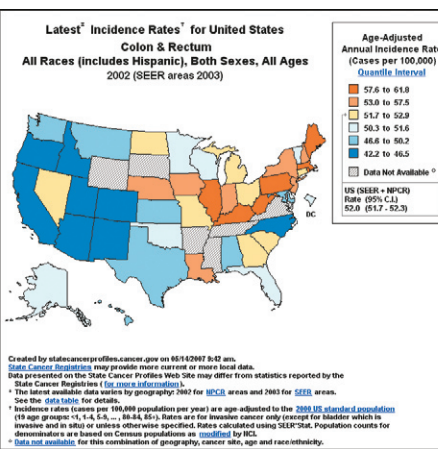 Latest‡ Incidence Rates† for United States
Colon & Rectum
All Races (includes Hispanic), Both Sexes, All Ages
2002 (SEER areas 2003)
Age-Adjusted
Annual Incidence Rate
(Cases per 100,000)
Quantile Interval
57.6 to 61.8
53.0 to 57.5
51.7 to 52.9
50.3 to 51.6
46.6 to 50.2
42.2 to 46.5
Data Not Available
US (SEER + NPCR)
Rate (95% C.I.)
52.0 (51.7 - 52.3)
DC
Created by statecancerprofiles.cancer.gov on 05/14/2007 9:42 am.
State Cancer Registries may provide more current or more local data.
Data presented on the State Cancer Profiles Web Site may differ from statistics reported by the
State Cancer Registries (for more information).
The latest available data varies by geography: 2002 for NPCR areas and 2003 for SEER areas.
See the data table for details.
† Incidence rates (cases per 100,000 population per year) are age-adjusted to the 2000 US standard population
(19 age groups: <1, 1-4, 5-9, ... , 80-84, 85+). Rates are for invasive cancer only (except for bladder which is
invasive and in situ) or unless otherwise specified. Rates calculated using SEER*Stat. Population counts for
denominators are based on Census populations as modified by NCI.
Data not available for this combination of geography, cancer site, age and race/ethnicity.